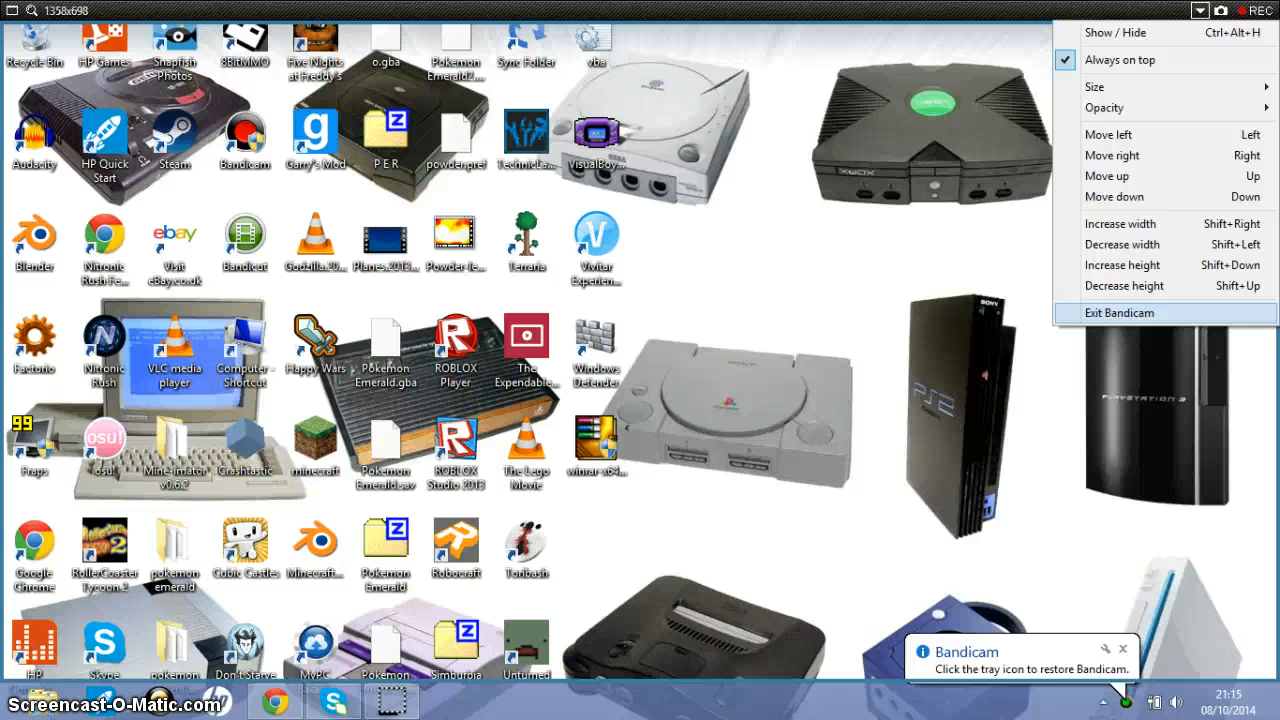 1358x698
REC
Show / Hide Ctrl+Alt+H
Always on top
Size
Opacity
Move left Left
Move right Right
Move up Up
Move down Down
Increase width Shift+Right
Decrease width Shift+Left
Increase height Shift+Down
Decrease height Shift+Up
Exit Bandicam
Recycle Bin
HP Games
Snapfish
Photos
8BitMMO
Five Nights
at Freddy's
o.gba
Pokemon
Emerald2....
Sync Folder
vba
Audacity
HP Quick
Start
Steam
Bandicam
Garry's Mod
P E R
powder.pref
TechnicLa...
VisualBoy...
XBOX
Blender
Nitronic
Rush Fe...
ebay
Visit
eBay.co.uk
Bandicut
Godzilla.20...
Planes.2013...
Powder-le...
Terraria
Vivitar
Experien...
Factorio
Nitronic
Rush
VLC media
player
Computer -
Shortcut
Happy Wars
Pokemon
Emerald.gba
ROBLOX
Player
The
Expendable...
Windows
Defender
SONY
PS2
PLAYSTATION 3
99
Fraps
osu!
osu!
Mine-imator
v0.6.2
Crashtastic
minecraft
Pokemon
Emerald.sav
ROBLOX
Studio 2013
The Lego
Movie
winrar-x64...
Google
Chrome
RollerCoaster
Tycoon 2
pokemon
emerald
Cubic Castles
Minecraft...
Pokemon
Emerald
Robocraft
Toribash
HP
Skype
pokemon
Don't Starve
MyPC
Pokemon
Simburbia
Unturned
Bandicam
Click the tray icon to restore Bandicam.
Screencast-O-Matic.com
hp
21:15
08/10/2014